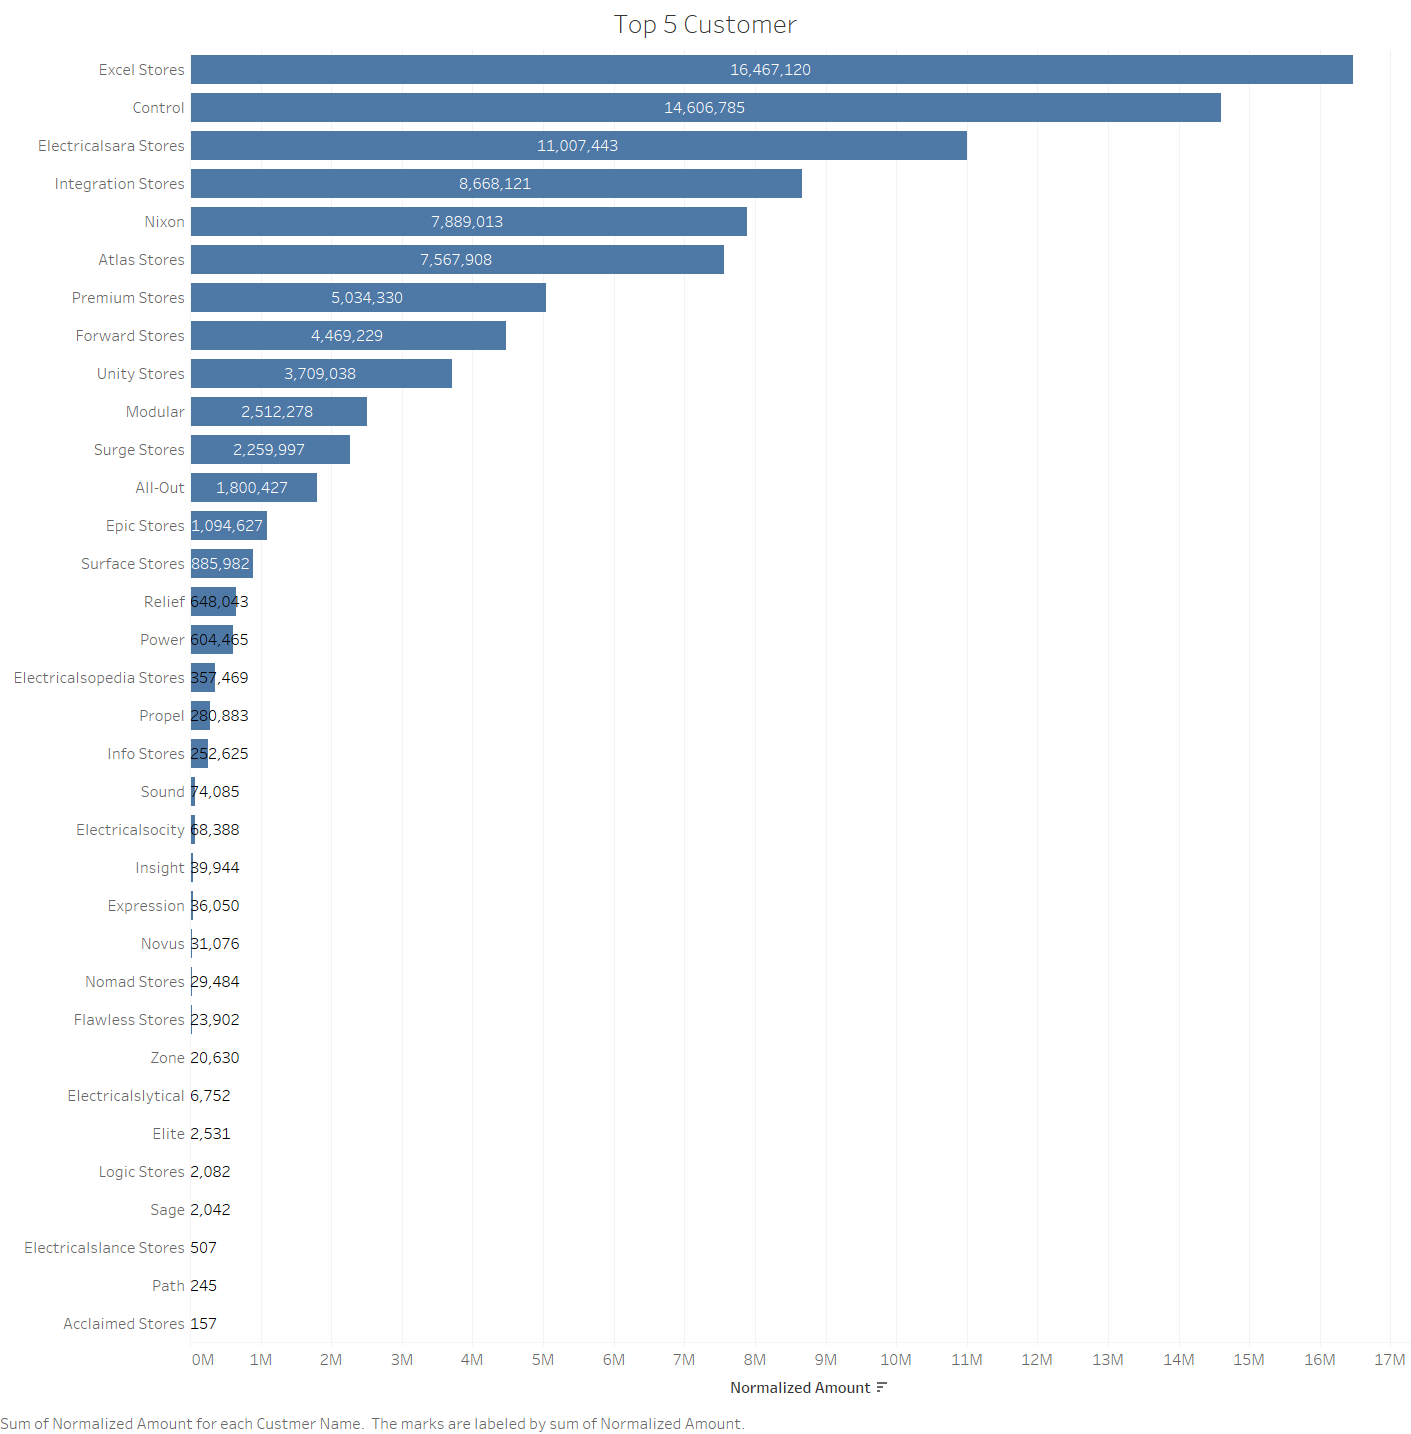 Top 5 Customer
Excel Stores 16,467,120
Control 14,606,785
Electricalsara Stores 11,007,443
Integration Stores 8,668,121
Nixon 7,889,013
Atlas Stores 7,567,908
Premium Stores 5,034,330
Forward Stores 4,469,229
Unity Stores 3,709,038
Modular 2,512,278
Surge Stores 2,259,997
All-Out 1,800,427
Epic Stores 1,094,627
Surface Stores 885,982
Relief 648,043
Power 604,465
Electricalsopedia Stores 357,469
Propel 280,883
Info Stores 252,625
Sound 74,085
Electricalsocity 68,388
Insight 39,944
Expression 36,050
Novus 31,076
Nomad Stores 29,484
Flawless Stores 23,902
Zone 20,630
Electricalslytical 6,752
Elite 2,531
Logic Stores 2,082
Sage 2,042
Electricalslance Stores 507
Path 245
Acclaimed Stores 157
0M 1M 2M 3M 4M 5M 6M 7M 8M 9M 10M 11M 12M 13M 14M 15M 16M 17M
Normalized Amount
Sum of Normalized Amount for each Custmer Name. The marks are labeled by sum of Normalized Amount.